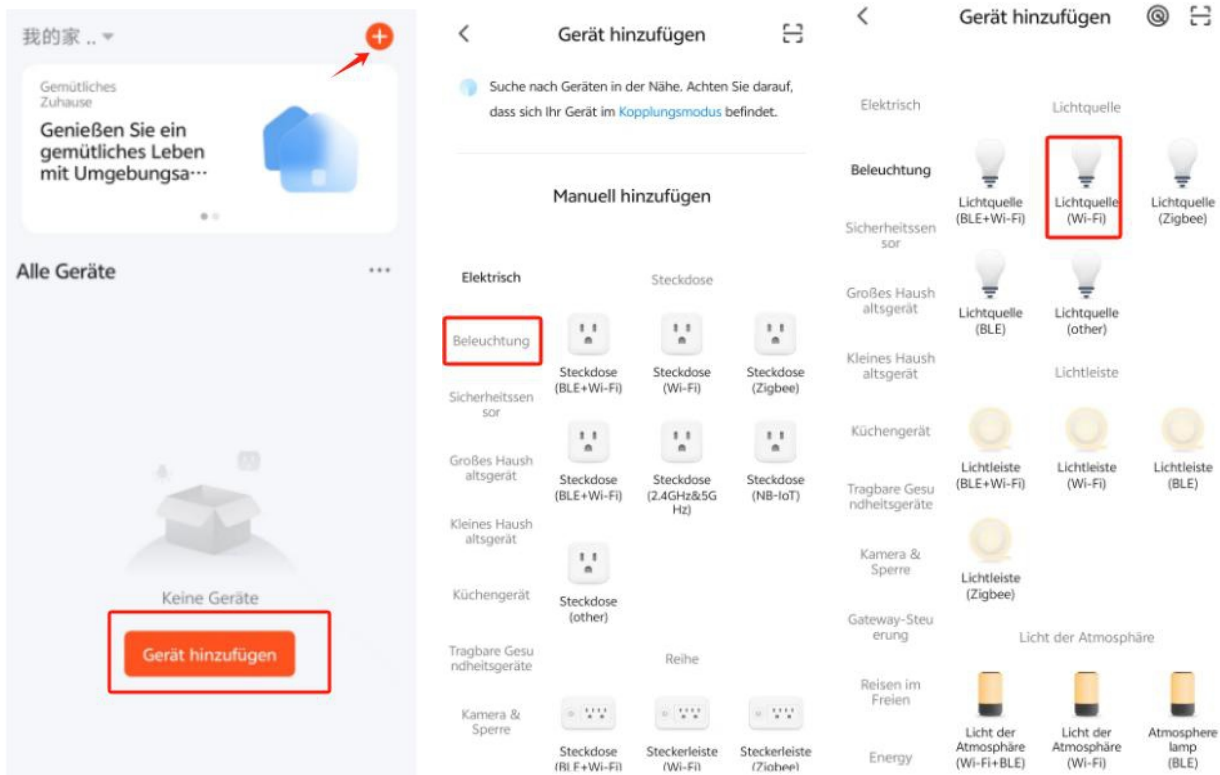 我的家 ..
Gemütliches
Zuhause
Genießen Sie ein
gemütliches Leben
mit Umgebungsa···
Alle Geräte
Keine Geräte
Gerät hinzufügen
Gerät hinzufügen
Suche nach Geräten in der Nähe. Achten Sie darauf,
dass sich Ihr Gerät im Kopplungsmodus befindet.
Manuell hinzufügen
Elektrisch
Beleuchtung
Sicherheitssen
sor
Großes Haush
altsgerät
Kleines Haush
altsgerät
Küchengerät
Tragbare Gesu
ndheitsgeräte
Kamera &
Sperre
Steckdose
Steckdose
(BLE+Wi-Fi)
Steckdose
(Wi-Fi)
Steckdose
(Zigbee)
Steckdose
(BLE+Wi-Fi)
Steckdose
(2.4GHz&5G
Hz)
Steckdose
(NB-IoT)
Steckdose
(other)
Reihe
Steckdose
(BLE+Wi-Fi)
Steckerleiste
(Wi-Fi)
Steckerleiste
(Zigbee)
Gerät hinzufügen
Elektrisch
Beleuchtung
Sicherheitssen
sor
Großes Haush
altsgerät
Kleines Haush
altsgerät
Küchengerät
Tragbare Gesu
ndheitsgeräte
Kamera &
Sperre
Gateway-Steu
erung
Reisen im
Freien
Energy
Lichtquelle
Lichtquelle
(BLE+Wi-Fi)
Lichtquelle
(Wi-Fi)
Lichtquelle
(Zigbee)
Lichtquelle
(BLE)
Lichtquelle
(other)
Lichtleiste
Lichtleiste
(BLE+Wi-Fi)
Lichtleiste
(Wi-Fi)
Lichtleiste
(BLE)
Lichtleiste
(Zigbee)
Licht der Atmosphäre
Licht der
Atmosphäre
(Wi-Fi+BLE)
Licht der
Atmosphäre
(Wi-Fi)
Atmosphere
lamp
(BLE)